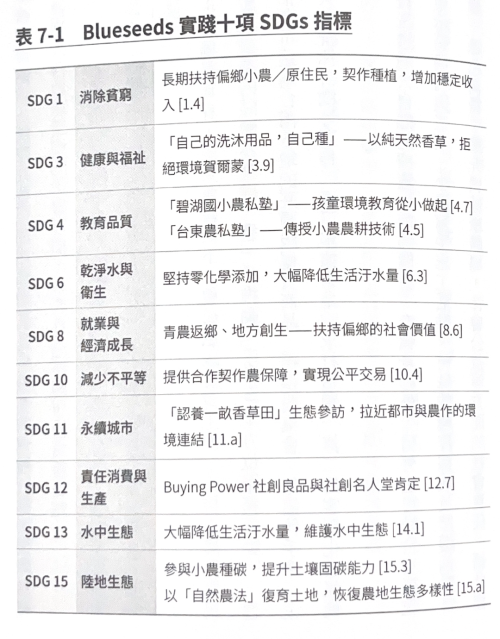 表 7-1 Blueseeds 實踐十項 SDGs 指標
SDG 1 消除貧窮 長期扶持偏鄉小農／原住民，契作種植，增加穩定收
入 [1.4]
SDG 3 健康與福祉 「自己的洗沐用品，自己種」——以純天然香草，拒
絕環境賀爾蒙 [3.9]
SDG 4 教育品質 「碧湖國小農私塾」——孩童環境教育從小做起 [4.7]
「台東農私塾」——傳授小農農耕技術 [4.5]
SDG 6 乾淨水與
衛生 堅持零化學添加，大幅降低生活汙水量 [6.3]
SDG 8 就業與
經濟成長 青農返鄉、地方創生——扶持偏鄉的社會價值 [8.6]
SDG 10 減少不平等 提供合作契作農保障，實現公平交易 [10.4]
SDG 11 永續城市 「認養一畝香草田」生態參訪，拉近都市與農作的環
境連結 [11.a]
SDG 12 責任消費與
生產 Buying Power 社創良品與社創名人堂肯定 [12.7]
SDG 13 水中生態 大幅降低生活汙水量，維護水中生態 [14.1]
SDG 15 陸地生態 參與小農種碳，提升土壤固碳能力 [15.3]
以「自然農法」復育土地，恢復農地生態多樣性 [15.a]